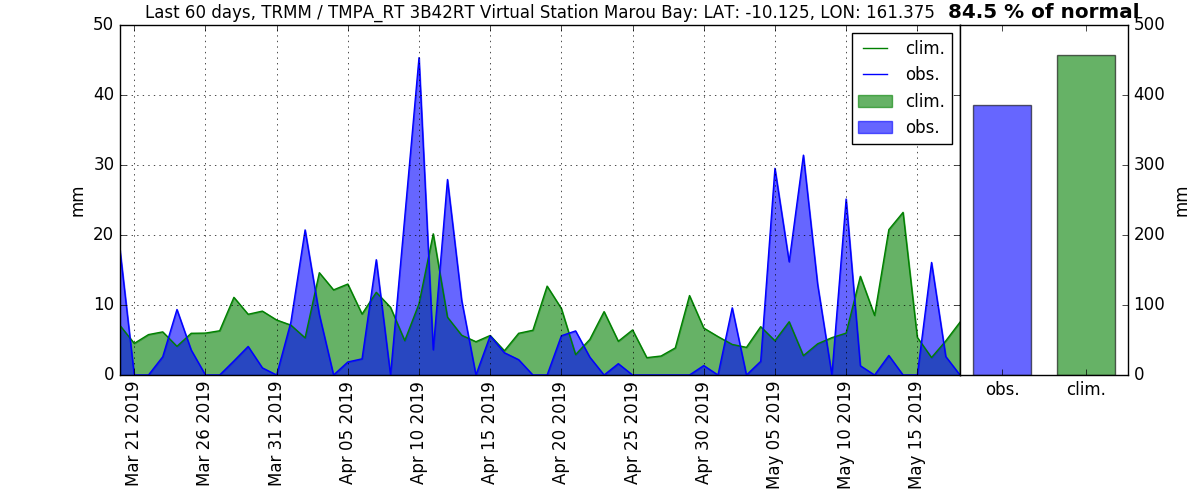 Last 60 days, TRMM / TMPA_RT 3B42RT Virtual Station Marou Bay: LAT: -10.125, LON: 161.375 84.5 % of normal
50
40
30
20
10
0
mm
clim.
obs.
clim.
obs.
500
400
300
200
100
0
mm
Mar 21 2019
Mar 26 2019
Mar 31 2019
Apr 05 2019
Apr 10 2019
Apr 15 2019
Apr 20 2019
Apr 25 2019
Apr 30 2019
May 05 2019
May 10 2019
May 15 2019
obs. clim.